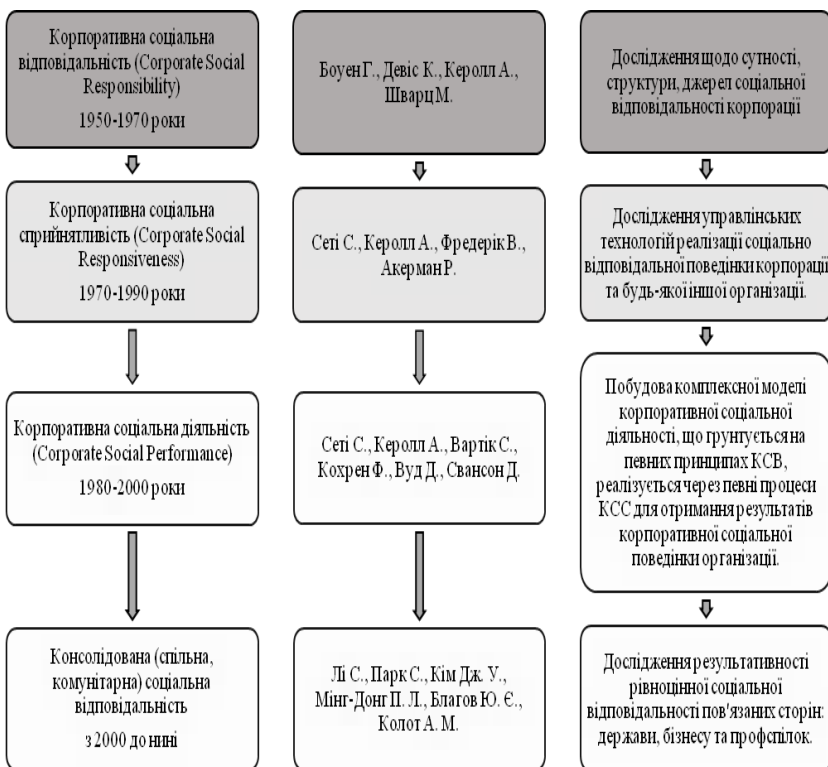 Корпоративна соціальна
відповідальність (Corporate Social
Responsibility)
1950-1970 роки
Боуен Г., Девіс К., Керолл А.,
Шварц М.
Дослідження щодо сутності,
структури, джерел соціальної
відповідальності корпорації
Корпоративна соціальна
сприйнятливість (Corporate Social
Responsiveness)
1970-1990 роки
Сеті С., Керолл А., Фредерік В.,
Акерман Р.
Дослідження управлінських
технологій реалізації соціально
відповідальної поведінки корпорації
та будь-якої іншої організації.
Корпоративна соціальна діяльність
(Corporate Social Performance)
1980-2000 роки
Сеті С., Керолл А., Вартік С.,
Кохрен Ф., Вуд Д., Свансон Д.
Побудова комплексної моделі
корпоративної соціальної
діяльності, що ґрунтується на
певних принципах КСВ,
реалізується через певні процеси
КСС для отримання результатів
корпоративної соціальної
поведінки організації.
Консолідована (спільна,
комунітарна) соціальна
відповідальність
з 2000 до нині
Лі С., Парк С., Кім Дж. У.,
Мінг-Донг П. Л., Благов Ю. Є.,
Колот А. М.
Дослідження результативності
рівноцінної соціальної
відповідальності пов'язаних сторін:
держави, бізнесу та профспілок.